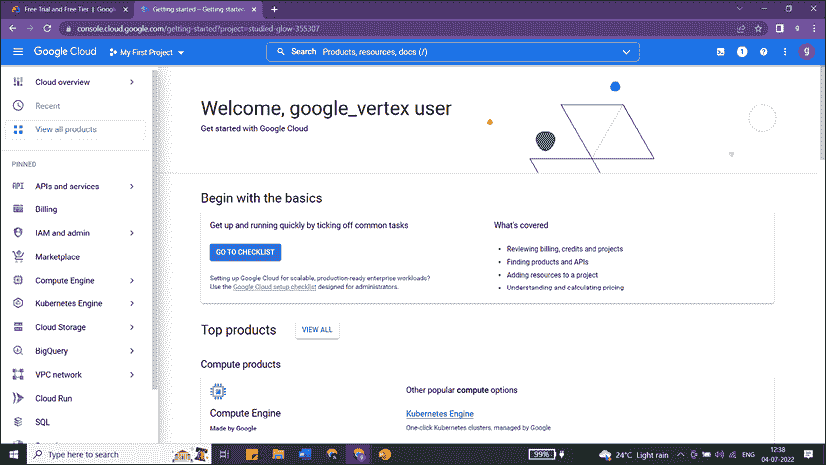 Free Trial and Free Tier | Goog
Getting started – Getting starte
console.cloud.google.com/getting-started?project=studied-glow-355307
g
Google Cloud
My First Project
Search Products, resources, docs (/)
1
g
Cloud overview
Recent
View all products
PINNED
API APIs and services
Billing
IAM and admin
Marketplace
Compute Engine
Kubernetes Engine
Cloud Storage
BigQuery
VPC network
Cloud Run
SQL
Welcome, google_vertex user
Get started with Google Cloud
Begin with the basics
Get up and running quickly by ticking off common tasks
GO TO CHECKLIST
Setting up Google Cloud for scalable, production-ready enterprise workloads?
Use the Google Cloud setup checklist designed for administrators.
What's covered
Reviewing billing, credits and projects
Finding products and APIs
Adding resources to a project
Understanding and calculating pricing
Top products
VIEW ALL
Compute products
Compute Engine
Made by Google
Other popular compute options
Kubernetes Engine
One-click Kubernetes clusters, managed by Google
Type here to search
99%
24°C Light rain
ENG
12:38
04-07-2022